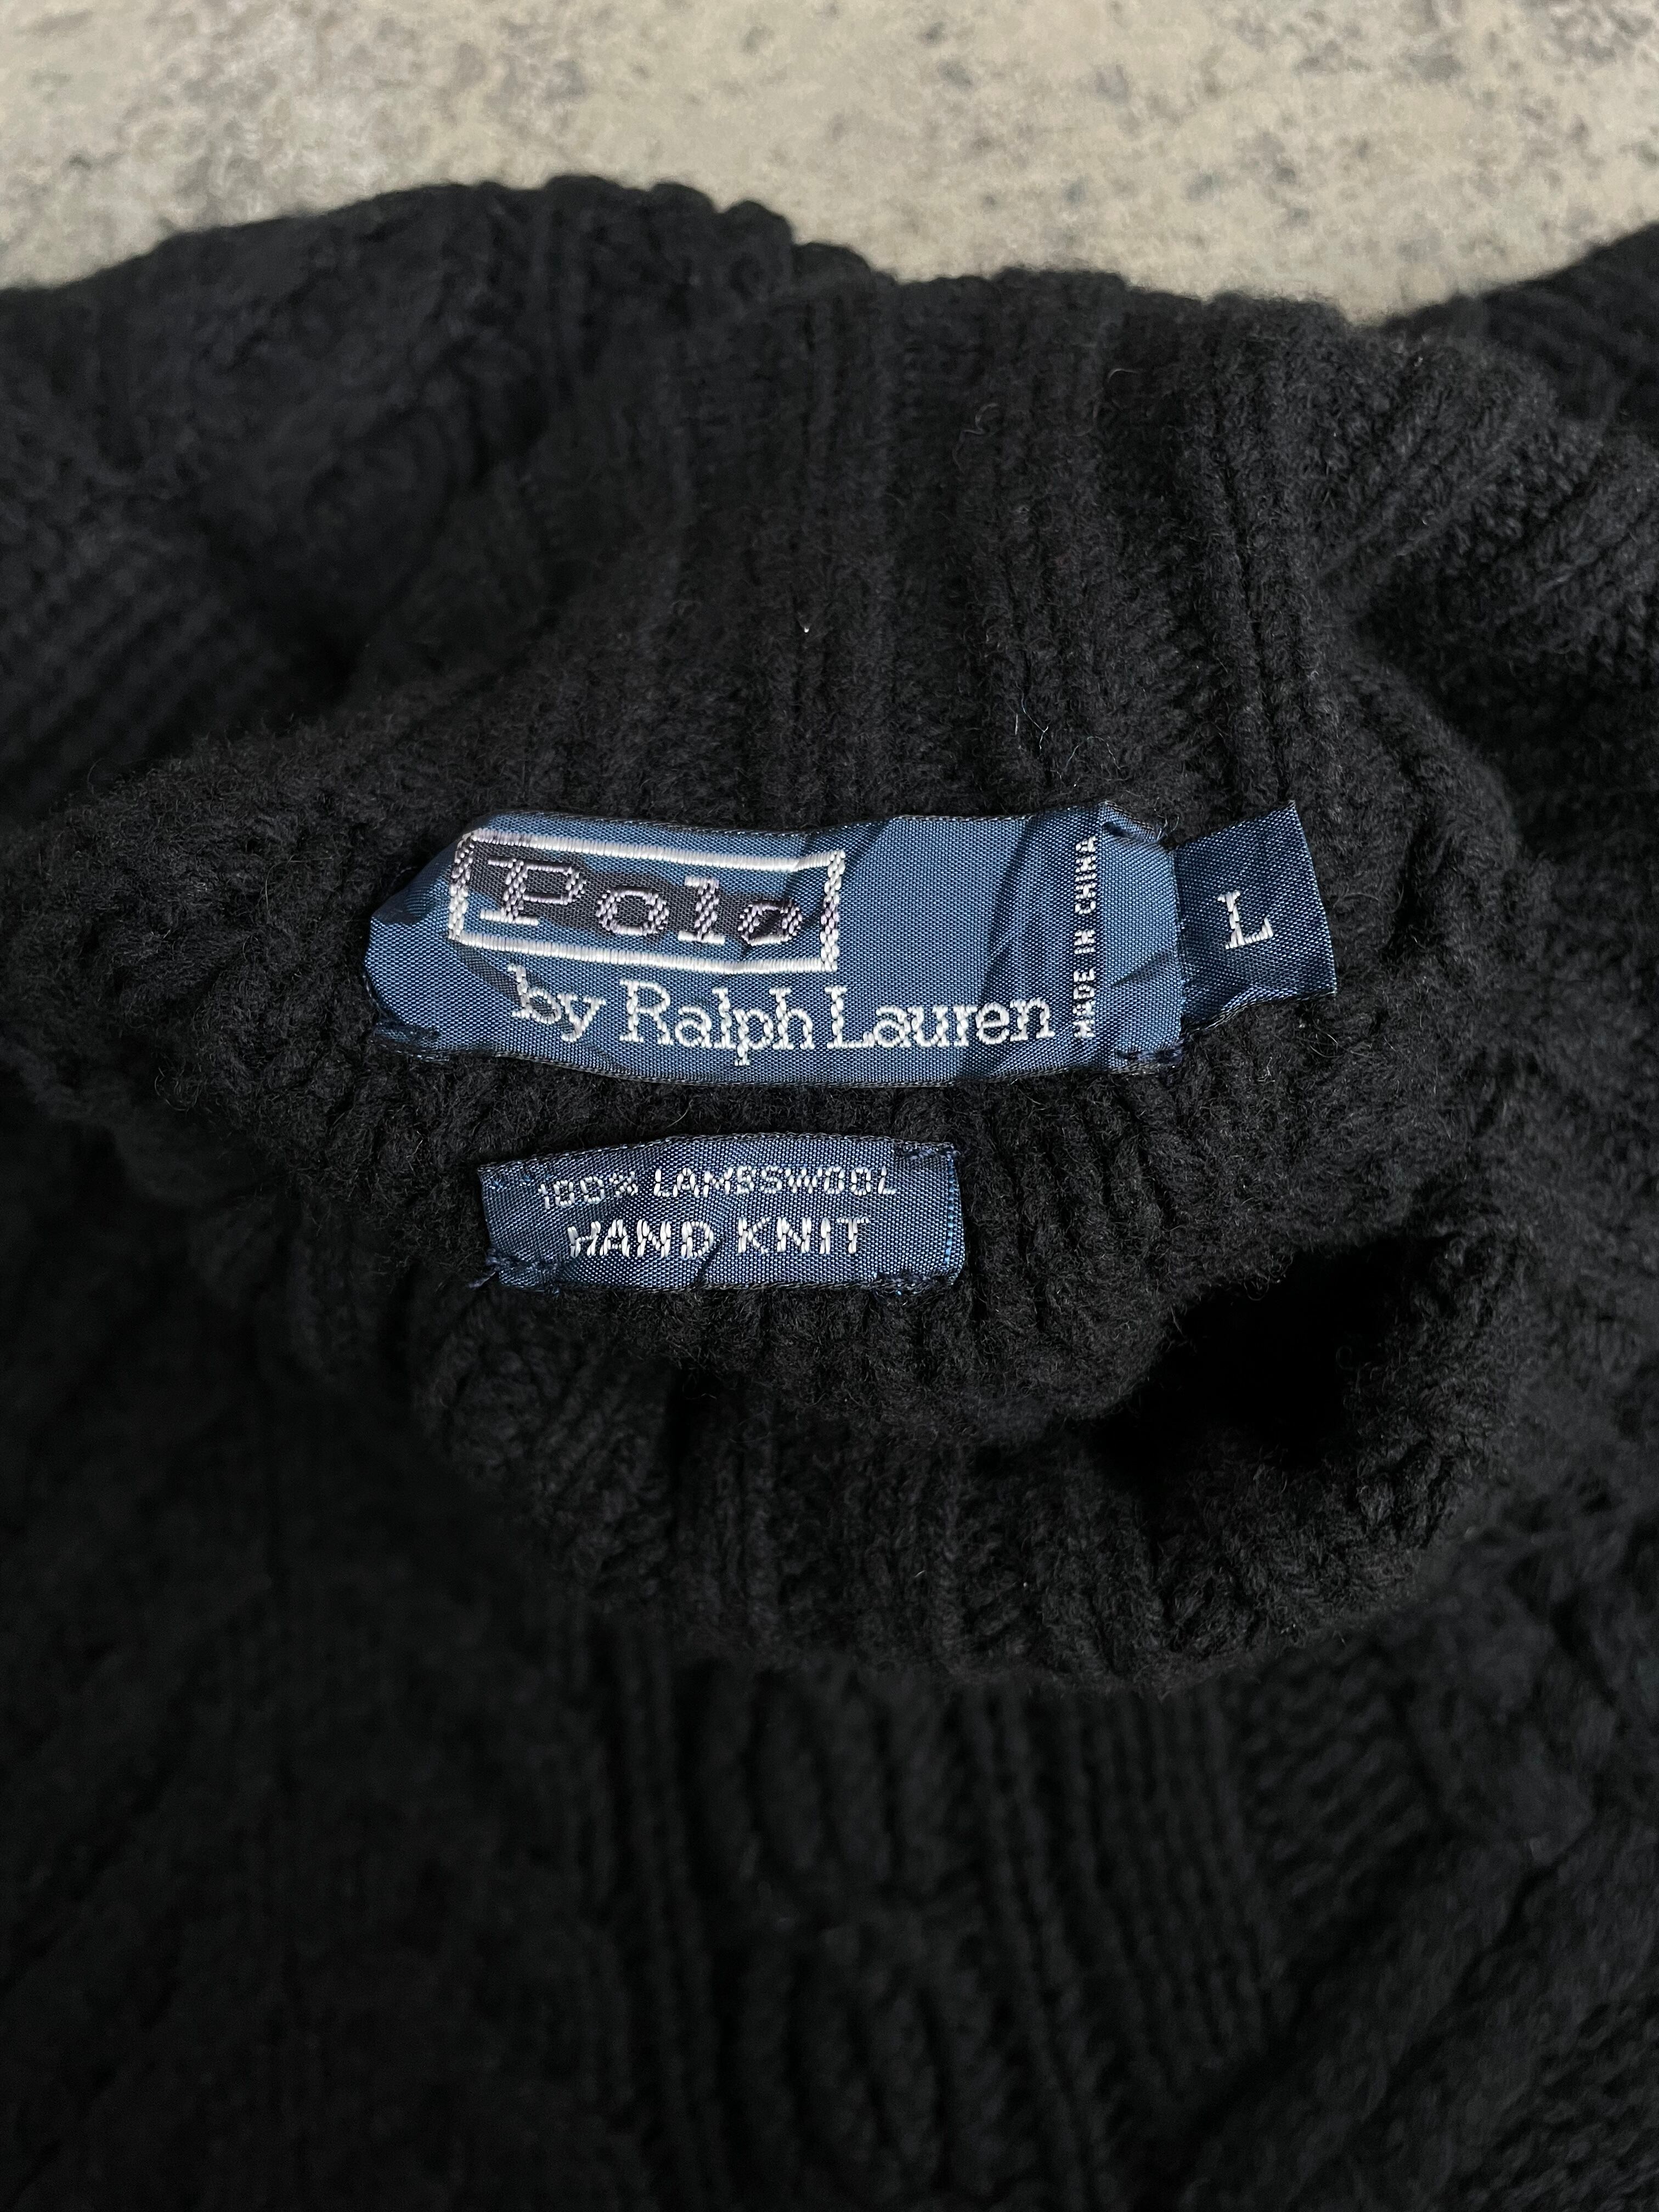 Polo
by Ralph Lauren
MADE IN CHINA
L
100% LAMBSWOOL
HAND KNIT